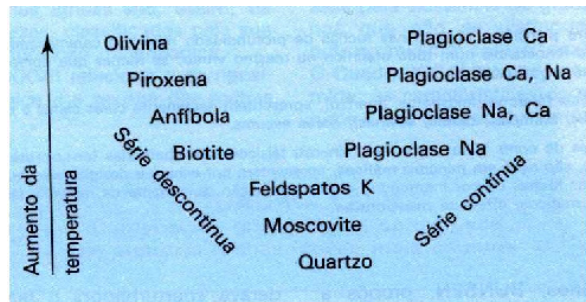 Olivina
Plagioclase Ca
Piroxena
Plagioclase Ca, Na
Anfíbola
Plagioclase Na, Ca
Biotite
Plagioclase Na
Feldspatos K
Moscovite
Quartzo
Série descontínua
Série contínua
Aumento da
temperatura